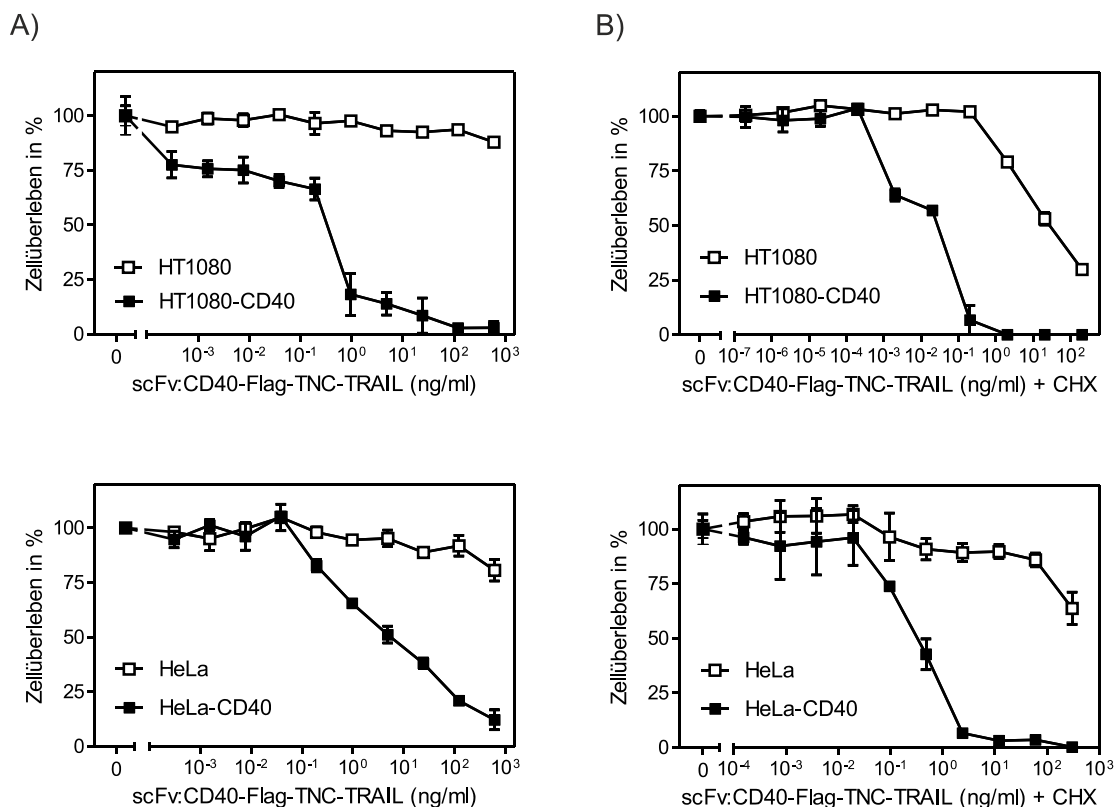 A)
B)
Zellüberleben in %
100
75
50
25
0
HT1080
HT1080-CD40
0 10⁻³ 10⁻² 10⁻¹ 10⁰ 10¹ 10² 10³
scFv:CD40-Flag-TNC-TRAIL (ng/ml)
Zellüberleben in %
100
75
50
25
0
HT1080
HT1080-CD40
0 10⁻⁷ 10⁻⁶ 10⁻⁵ 10⁻⁴ 10⁻³ 10⁻² 10⁻¹ 10⁰ 10¹ 10²
scFv:CD40-Flag-TNC-TRAIL (ng/ml) + CHX
Zellüberleben in %
100
75
50
25
0
HeLa
HeLa-CD40
0 10⁻³ 10⁻² 10⁻¹ 10⁰ 10¹ 10² 10³
scFv:CD40-Flag-TNC-TRAIL (ng/ml)
Zellüberleben in %
100
75
50
25
0
HeLa
HeLa-CD40
0 10⁻⁴ 10⁻³ 10⁻² 10⁻¹ 10⁰ 10¹ 10² 10³
scFv:CD40-Flag-TNC-TRAIL (ng/ml) + CHX